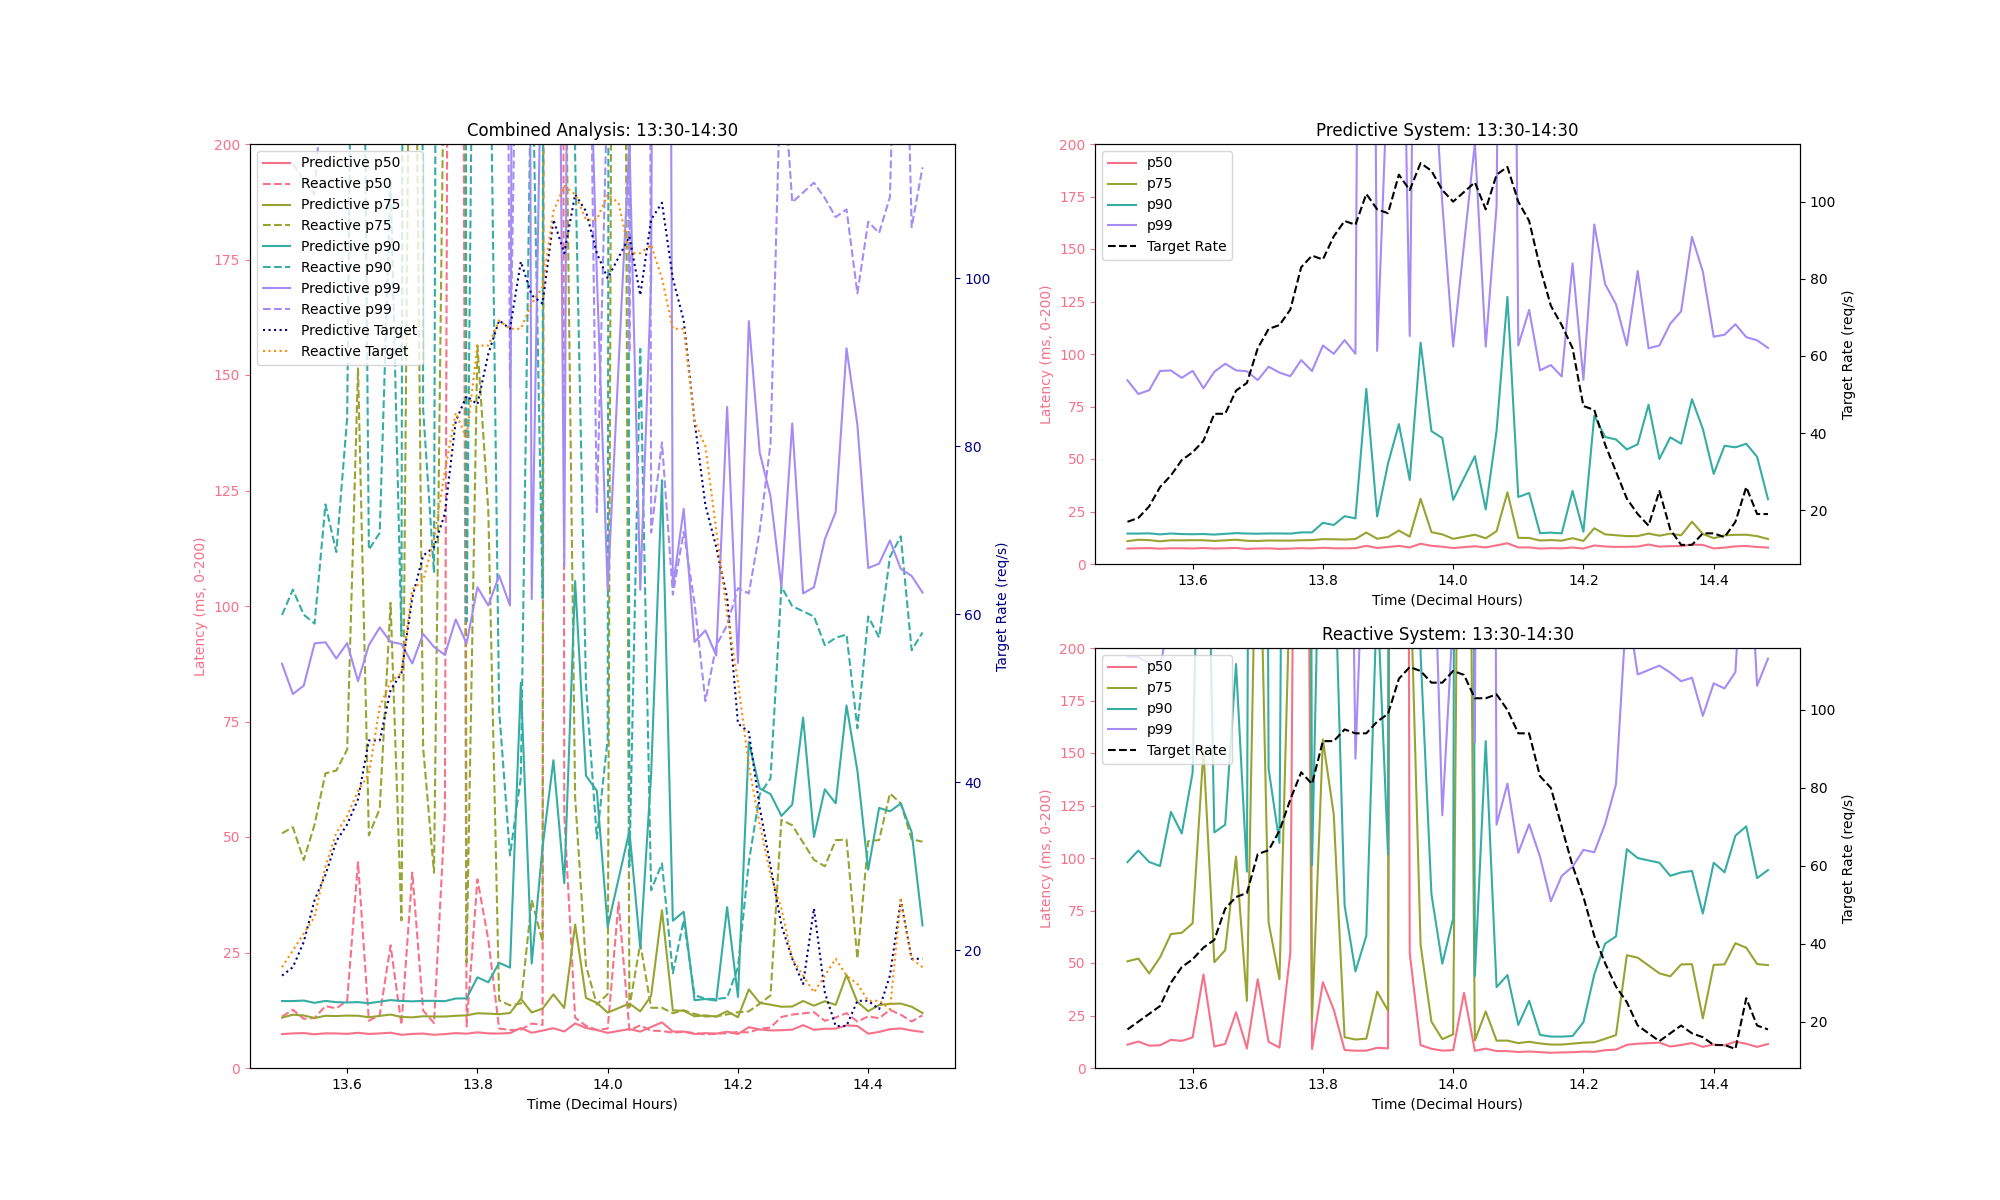 Combined Analysis: 13:30-14:30
200
175
150
125
100
75
50
25
0
Latency (ms, 0-200)
Predictive p50
Reactive p50
Predictive p75
Reactive p75
Predictive p90
Reactive p90
Predictive p99
Reactive p99
Predictive Target
Reactive Target
100
80
60
40
20
Target Rate (req/s)
13.6 13.8 14.0 14.2 14.4
Time (Decimal Hours)
Predictive System: 13:30-14:30
200
175
150
125
100
75
50
25
0
Latency (ms, 0-200)
p50
p75
p90
p99
Target Rate
100
80
60
40
20
Target Rate (req/s)
13.6 13.8 14.0 14.2 14.4
Time (Decimal Hours)
Reactive System: 13:30-14:30
200
175
150
125
100
75
50
25
0
Latency (ms, 0-200)
p50
p75
p90
p99
Target Rate
100
80
60
40
20
Target Rate (req/s)
13.6 13.8 14.0 14.2 14.4
Time (Decimal Hours)